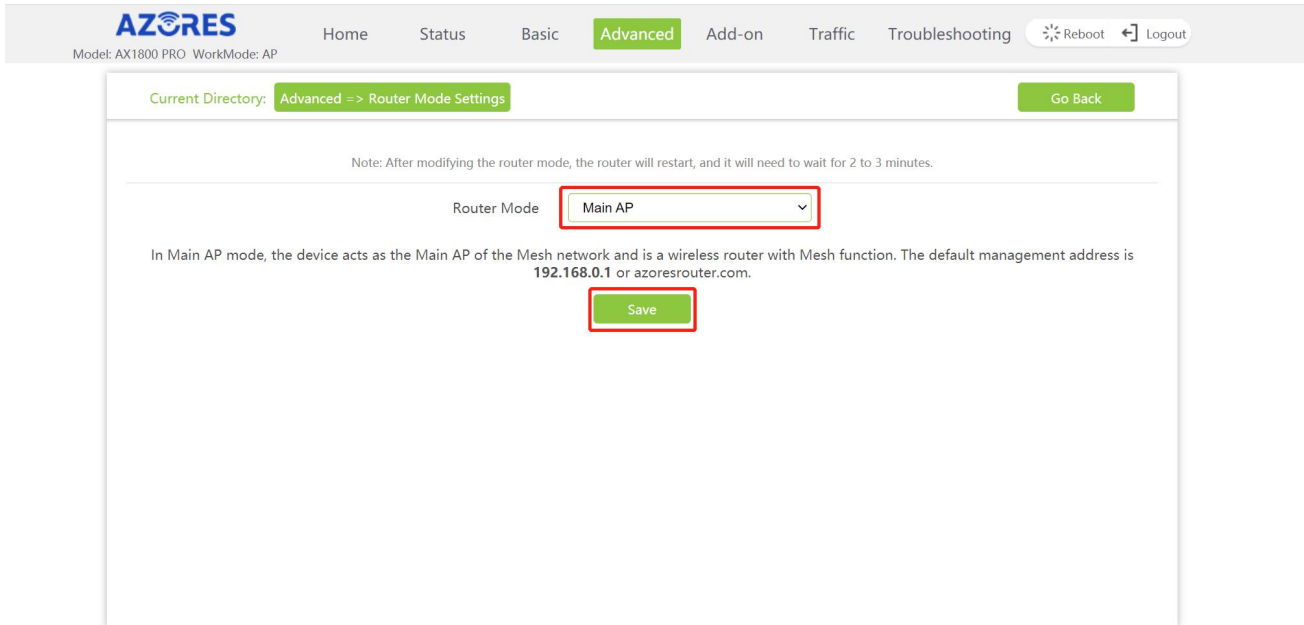 AZORES
Model: AX1800 PRO WorkMode: AP
Home Status Basic Advanced Add-on Traffic Troubleshooting Reboot Logout
Current Directory: Advanced => Router Mode Settings Go Back
Note: After modifying the router mode, the router will restart, and it will need to wait for 2 to 3 minutes.
Router Mode Main AP
In Main AP mode, the device acts as the Main AP of the Mesh network and is a wireless router with Mesh function. The default management address is
192.168.0.1 or azoresrouter.com.
Save